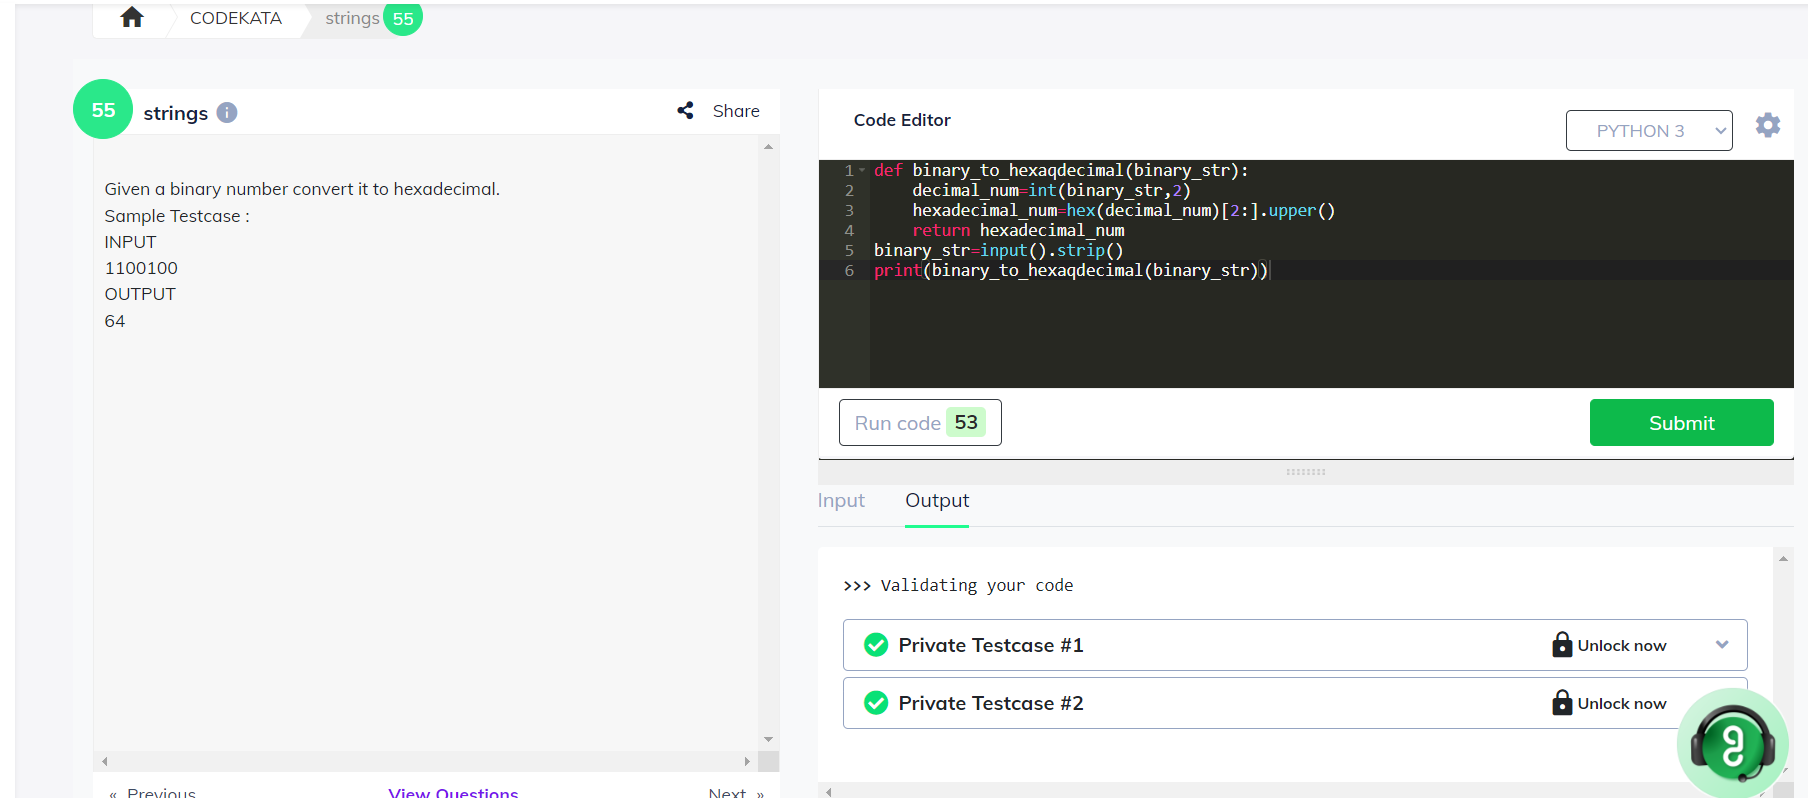 CODEKATA
strings 55
55 strings
Share
Given a binary number convert it to hexadecimal.
Sample Testcase :
INPUT
1100100
OUTPUT
64
« Previous
View Questions
Next »
Code Editor
PYTHON 3
1 def binary_to_hexaqdecimal(binary_str):
2     decimal_num=int(binary_str,2)
3     hexadecimal_num=hex(decimal_num)[2:].upper()
4     return hexadecimal_num
5 binary_str=input().strip()
6 print(binary_to_hexaqdecimal(binary_str))
Run code 53
Submit
Input
Output
>>> Validating your code
Private Testcase #1
Unlock now
Private Testcase #2
Unlock now